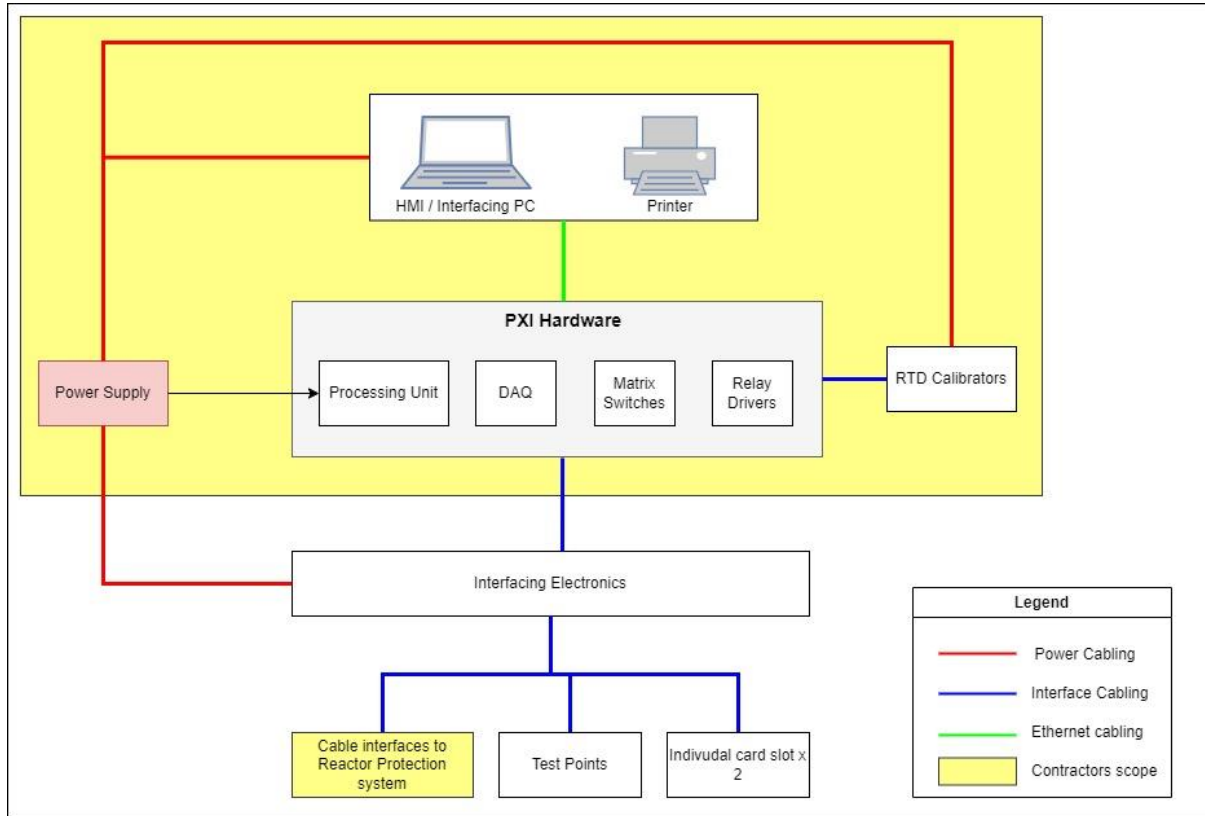 HMI / Interfacing PC
Printer
PXI Hardware
Power Supply
Processing Unit
DAQ
Matrix
Switches
Relay
Drivers
RTD Calibrators
Interfacing Electronics
Cable interfaces to
Reactor Protection
system
Test Points
Indivudal card slot x
2
Legend
Power Cabling
Interface Cabling
Ethernet cabling
Contractors scope